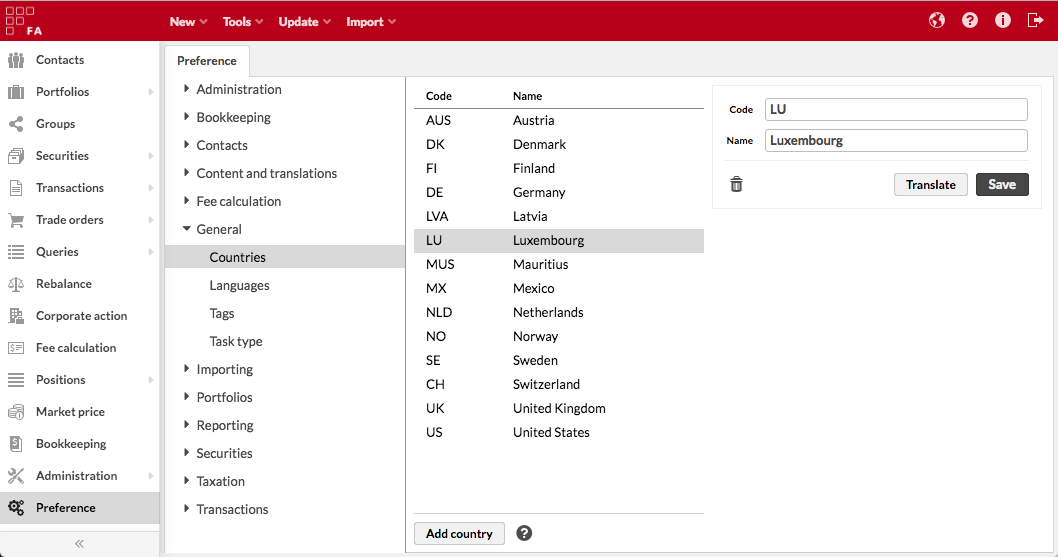 FA
New Tools Update Import
Contacts
Portfolios
Groups
Securities
Transactions
Trade orders
Queries
Rebalance
Corporate action
Fee calculation
Positions
Market price
Bookkeeping
Administration
Preference
Preference
Administration
Bookkeeping
Contacts
Content and translations
Fee calculation
General
Countries
Languages
Tags
Task type
Importing
Portfolios
Reporting
Securities
Taxation
Transactions
Code Name
AUS Austria
DK Denmark
FI Finland
DE Germany
LVA Latvia
LU Luxembourg
MUS Mauritius
MX Mexico
NLD Netherlands
NO Norway
SE Sweden
CH Switzerland
UK United Kingdom
US United States
Add country
Code LU
Name Luxembourg
Translate Save